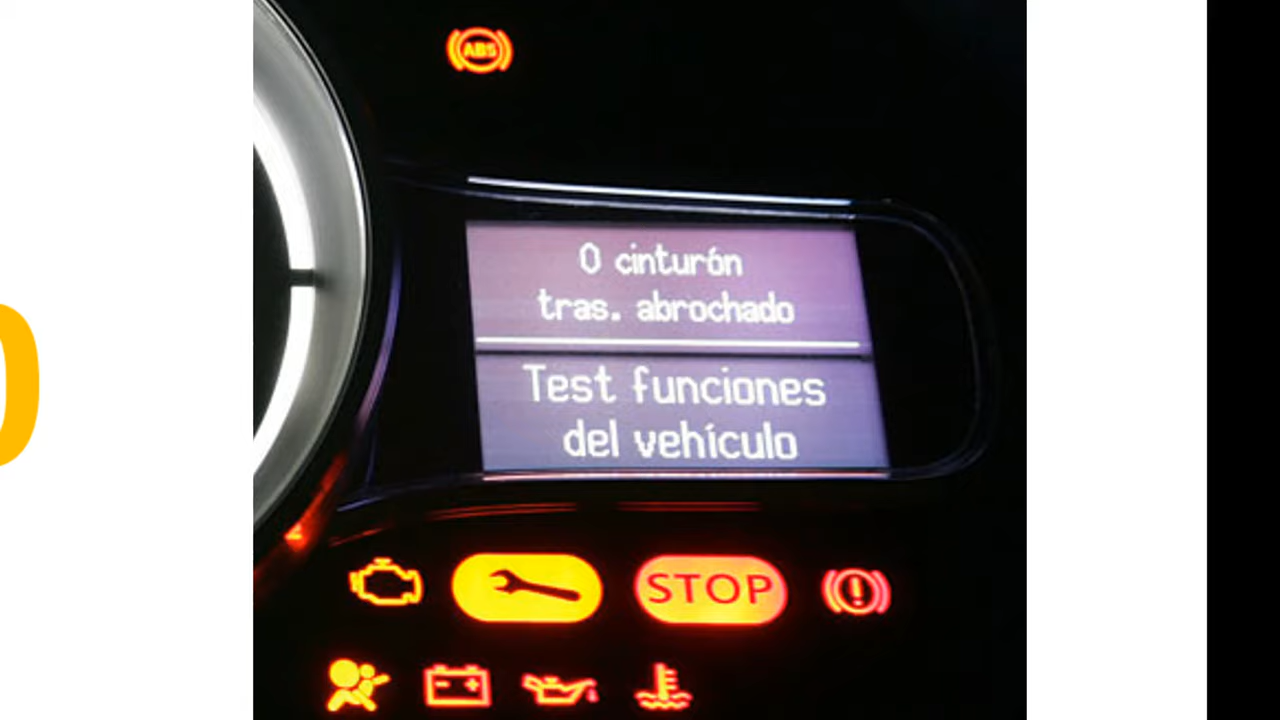 ABS
0 cinturón
tras. abrochado
Test funciones
del vehículo
STOP